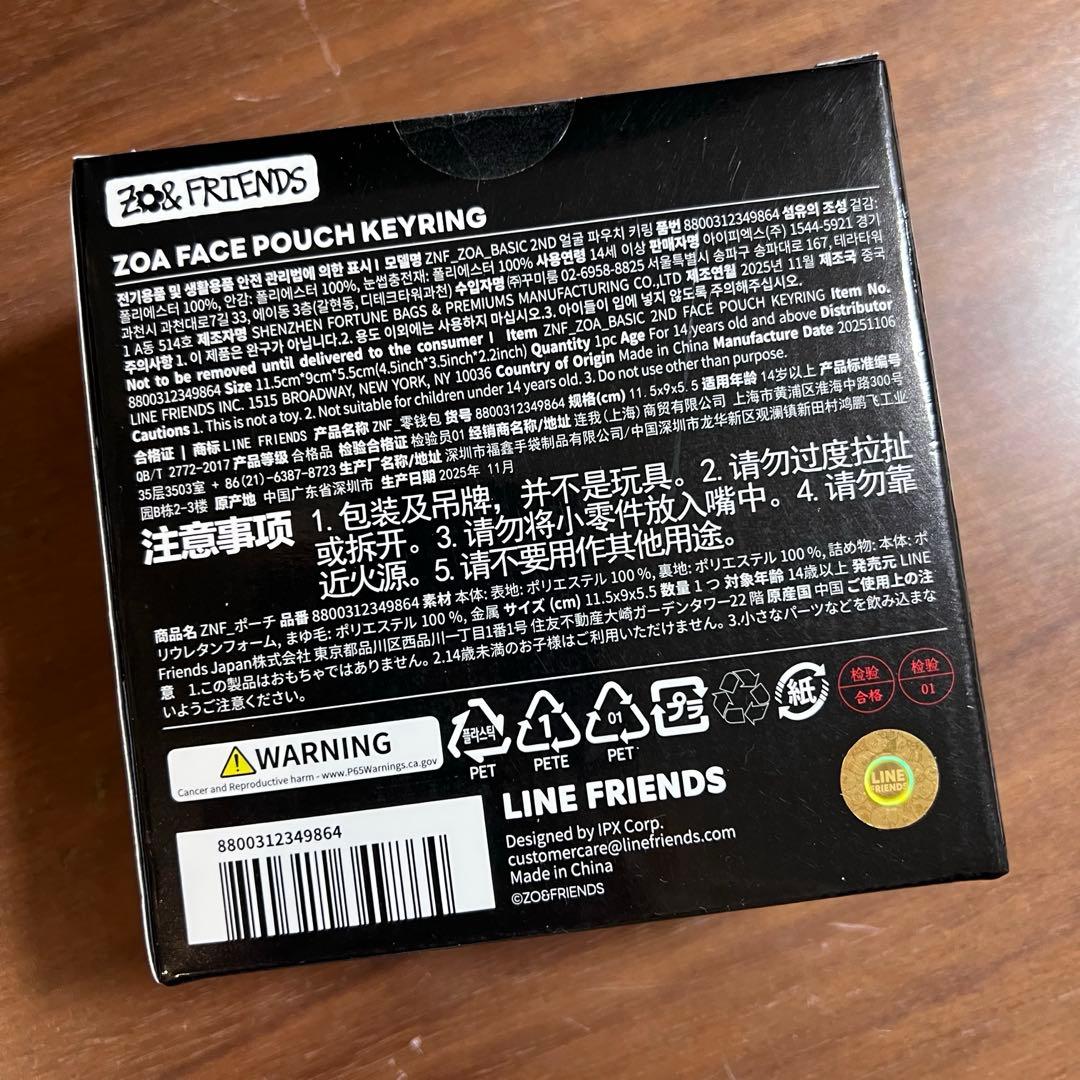 ZO&FRIENDS
ZOA FACE POUCH KEYRING
전기용품 및 생활용품 안전 관리법에 의한 표시 | 모델명 ZNF_ZOA_BASIC 2ND 얼굴 파우치 키링 품번 8800312349864 섬유의 조성 겉감:
폴리에스터 100%, 안감: 폴리에스터 100%, 눈썹충전재: 폴리에스터 100% 사용연령 14세 이상 판매자명 아이피엑스(주) 1544-5921 경기
과천시 과천대로7길 33, 에이동 3층(갈현동, 디테크타워과천) 수입자명 ㈜꾸미룸 02-6958-8825 서울특별시 송파구 송파대로 167, 테라타워
1 A동 514호 제조자명 SHENZHEN FORTUNE BAGS & PREMIUMS MANUFACTURING CO.,LTD 제조연월 2025년 11월 제조국 중국
주의사항 1. 이 제품은 완구가 아닙니다.2. 용도 이외에는 사용하지 마십시오.3. 아이들이 입에 넣지 않도록 주의해주십시오.
Not to be removed until delivered to the consumer | Item ZNF_ZOA_BASIC 2ND FACE POUCH KEYRING Item No.
8800312349864 Size 11.5cm*9cm*5.5cm(4.5inch*3.5inch*2.2inch) Quantity 1pc Age For 14 years old and above Distributor
LINE FRIENDS INC. 1515 BROADWAY, NEW YORK, NY 10036 Country of Origin Made in China Manufacture Date 20251106
Cautions 1. This is not a toy. 2. Not suitable for children under 14 years old. 3. Do not use other than purpose.
合格证 | 商标 LINE FRIENDS 产品名称 ZNF_零钱包 货号 8800312349864 规格(cm) 11.5x9x5.5 适用年龄 14岁以上 产品标准编号
QB/T 2772-2017 产品等级 合格品 检验合格证 检验员01 经销商名称/地址 连我(上海)商贸有限公司 上海市黄浦区淮海中路300号
35层3503室 + 86(21)-6387-8723 生产厂名称/地址 深圳市福鑫手袋制品有限公司/中国深圳市龙华新区观澜镇新田村鸿鹏飞工业
园B栋2-3楼 原产地 中国广东省深圳市 生产日期 2025年 11月
注意事项 1. 包装及吊牌，并不是玩具。2. 请勿过度拉扯
或拆开。3. 请勿将小零件放入嘴中。4. 请勿靠
近火源。5. 请不要用作其他用途。
商品名 ZNF_ポーチ 品番 8800312349864 素材 本体: 表地: ポリエステル 100 %, 裏地: ポリエステル 100 %, 詰め物: 本体: ポ
リウレタンフォーム, まゆ毛: ポリエステル 100 %, 金属 サイズ (cm) 11.5x9x5.5 数量 1 つ 対象年齢 14歳以上 発売元 LINE
Friends Japan株式会社 東京都品川区西品川一丁目1番1号 住友不動産大崎ガーデンタワー22 階 原産国 中国 ご使用上の注
意 1.この製品はおもちゃではありません。2.14歳未満のお子様はご利用いただけません。3.小さなパーツなどを飲み込まな
いようご注意ください。
WARNING
Cancer and Reproductive harm - www.P65Warnings.ca.gov
플라스틱
PET
1
PETE
01
PET
プラ
紙
检验
合格
检验
01
LINE FRIENDS
LINE FRIENDS
Designed by IPX Corp.
customercare@linefriends.com
Made in China
©ZO&FRIENDS
8800312349864